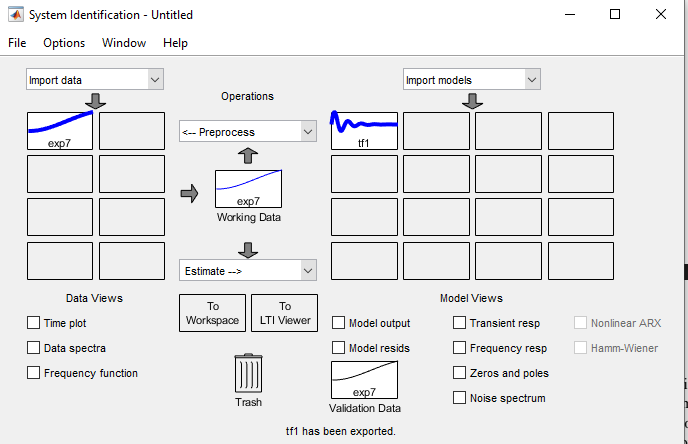 System Identification - Untitled
File Options Window Help
Import data
Import models
Operations
<-- Preprocess
exp7
tf1
exp7
Working Data
Estimate -->
Data Views
To
Workspace
To
LTI Viewer
Model Views
Time plot
Data spectra
Frequency function
Model output
Model resids
Transient resp
Frequency resp
Zeros and poles
Noise spectrum
Nonlinear ARX
Hamm-Wiener
Trash
exp7
Validation Data
tf1 has been exported.